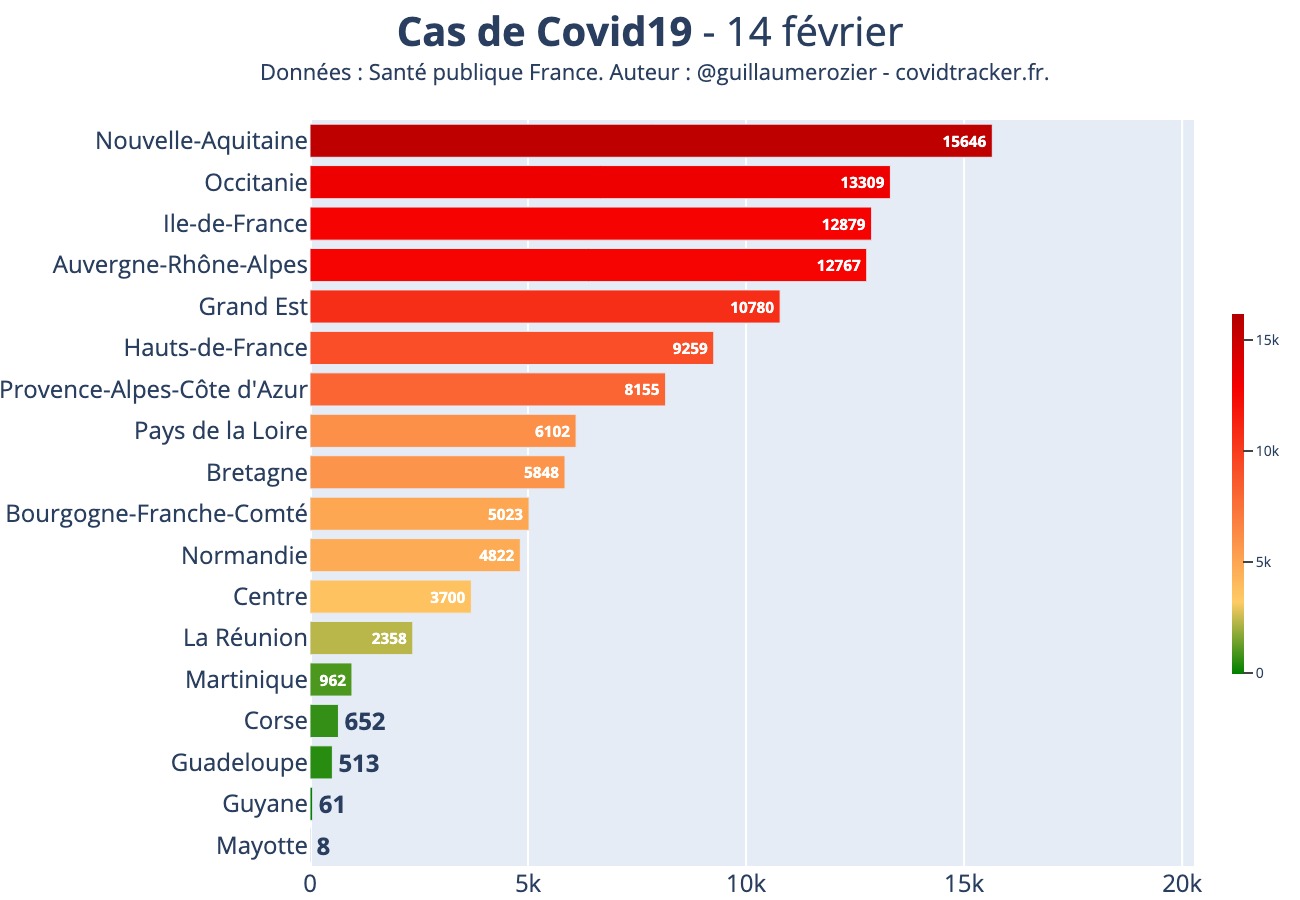 Cas de Covid19 - 14 février
Données : Santé publique France. Auteur : @guillaumerozier - covidtracker.fr.
Nouvelle-Aquitaine 15646
Occitanie 13309
Ile-de-France 12879
Auvergne-Rhône-Alpes 12767
Grand Est 10780
Hauts-de-France 9259
Provence-Alpes-Côte d'Azur 8155
Pays de la Loire 6102
Bretagne 5848
Bourgogne-Franche-Comté 5023
Normandie 4822
Centre 3700
La Réunion 2358
Martinique 962
Corse 652
Guadeloupe 513
Guyane 61
Mayotte 8
0 5k 10k 15k 20k
15k
10k
5k
0